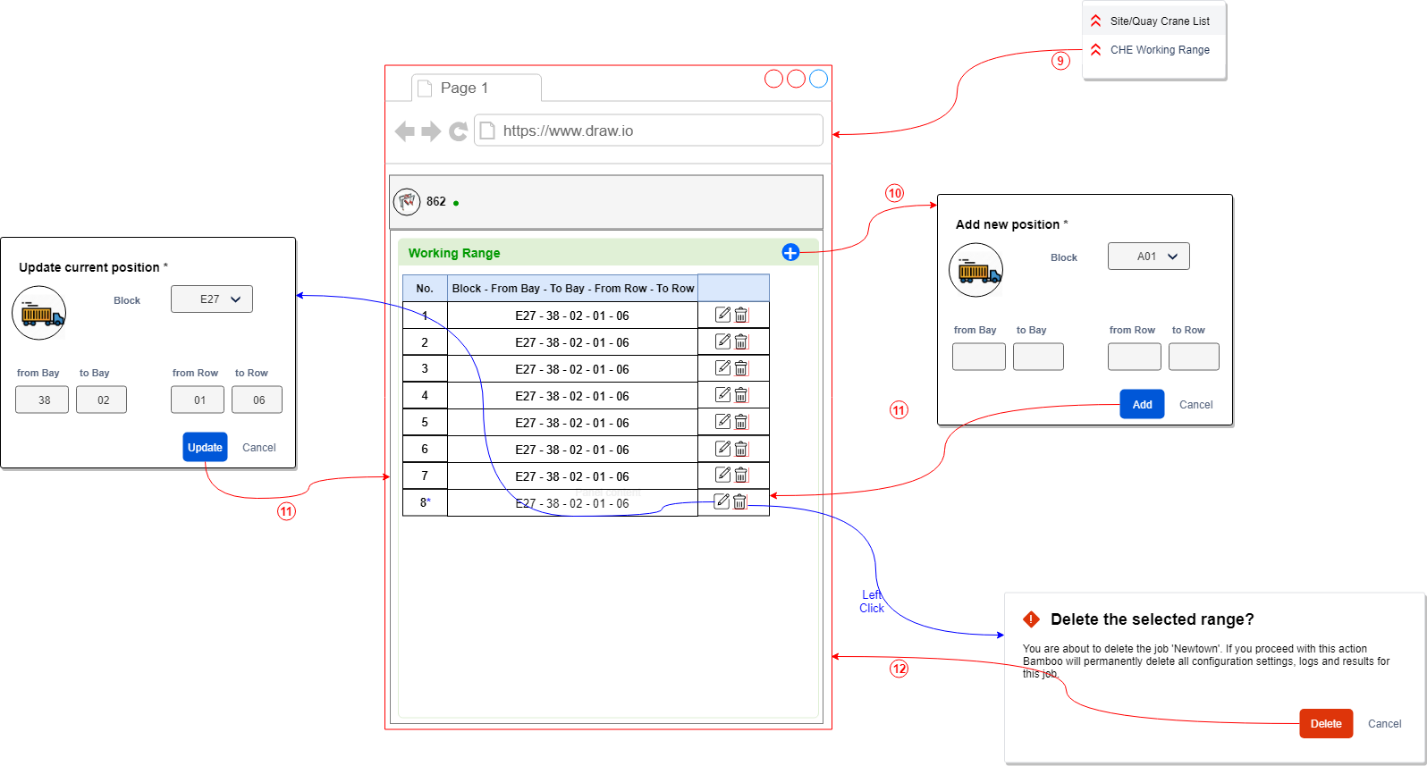 Site/Quay Crane List
CHE Working Range
9
Page 1
https://www.draw.io
862
10
Working Range
No. Block - From Bay - To Bay - From Row - To Row
1 E27 - 38 - 02 - 01 - 06
2 E27 - 38 - 02 - 01 - 06
3 E27 - 38 - 02 - 01 - 06
4 E27 - 38 - 02 - 01 - 06
5 E27 - 38 - 02 - 01 - 06
6 E27 - 38 - 02 - 01 - 06
7 E27 - 38 - 02 - 01 - 06
8* E27 - 38 - 02 - 01 - 06
Add new position *
Block A01
from Bay to Bay from Row to Row
Add Cancel
11
Update current position *
Block E27
from Bay to Bay from Row to Row
38 02 01 06
Update Cancel
11
Left
Click
Delete the selected range?
You are about to delete the job 'Newtown'. If you proceed with this action
Bamboo will permanently delete all configuration settings, logs and results for
this job.
12
Delete Cancel